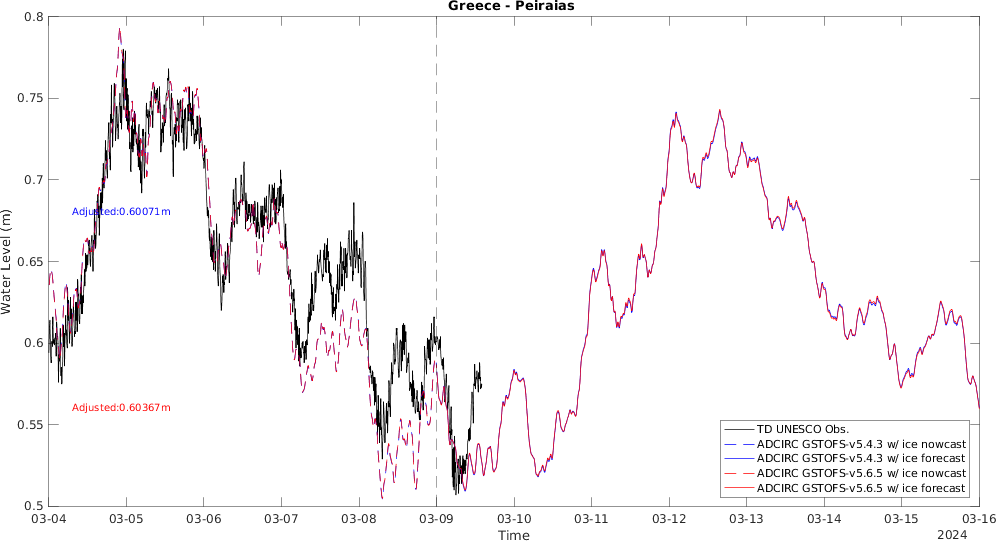 Greece - Peiraias
0.8
0.75
0.7
0.65
0.6
0.55
0.5
Water Level (m)
Adjusted:0.60071m
Adjusted:0.60367m
TD UNESCO Obs.
ADCIRC GSTOFS-v5.4.3 w/ ice nowcast
ADCIRC GSTOFS-v5.4.3 w/ ice forecast
ADCIRC GSTOFS-v5.6.5 w/ ice nowcast
ADCIRC GSTOFS-v5.6.5 w/ ice forecast
03-04 03-05 03-06 03-07 03-08 03-09 03-10 03-11 03-12 03-13 03-14 03-15 03-16
Time
2024